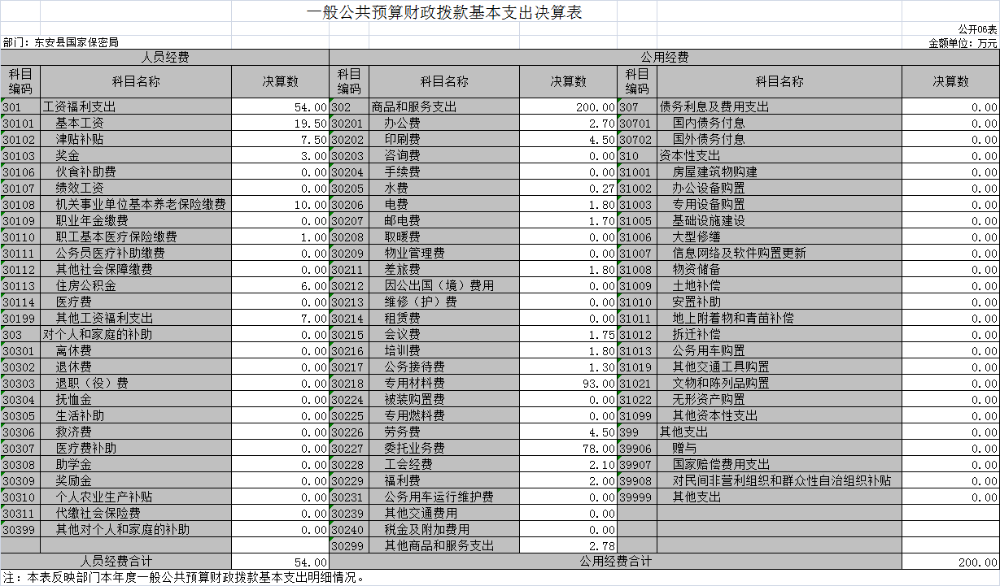 一般公共预算财政拨款基本支出决算表
公开06表
部门：东安县国家保密局 金额单位：万元
人员经费 公用经费
科目编码 科目名称 决算数 科目编码 科目名称 决算数 科目编码 科目名称 决算数
301 工资福利支出 54.00 302 商品和服务支出 200.00 307 债务利息及费用支出 0.00
30101 基本工资 19.50 30201 办公费 2.70 30701 国内债务付息 0.00
30102 津贴补贴 7.50 30202 印刷费 4.50 30702 国外债务付息 0.00
30103 奖金 3.00 30203 咨询费 0.00 310 资本性支出 0.00
30106 伙食补助费 0.00 30204 手续费 0.00 31001 房屋建筑物购建 0.00
30107 绩效工资 0.00 30205 水费 0.27 31002 办公设备购置 0.00
30108 机关事业单位基本养老保险缴费 10.00 30206 电费 1.80 31003 专用设备购置 0.00
30109 职业年金缴费 0.00 30207 邮电费 1.70 31005 基础设施建设 0.00
30110 职工基本医疗保险缴费 1.00 30208 取暖费 0.00 31006 大型修缮 0.00
30111 公务员医疗补助缴费 0.00 30209 物业管理费 0.00 31007 信息网络及软件购置更新 0.00
30112 其他社会保障缴费 0.00 30211 差旅费 1.80 31008 物资储备 0.00
30113 住房公积金 6.00 30212 因公出国（境）费用 0.00 31009 土地补偿 0.00
30114 医疗费 0.00 30213 维修（护）费 0.00 31010 安置补助 0.00
30199 其他工资福利支出 7.00 30214 租赁费 0.00 31011 地上附着物和青苗补偿 0.00
303 对个人和家庭的补助 0.00 30215 会议费 1.75 31012 拆迁补偿 0.00
30301 离休费 0.00 30216 培训费 1.80 31013 公务用车购置 0.00
30302 退休费 0.00 30217 公务接待费 1.30 31019 其他交通工具购置 0.00
30303 退职（役）费 0.00 30218 专用材料费 93.00 31021 文物和陈列品购置 0.00
30304 抚恤金 0.00 30224 被装购置费 0.00 31022 无形资产购置 0.00
30305 生活补助 0.00 30225 专用燃料费 0.00 31099 其他资本性支出 0.00
30306 救济费 0.00 30226 劳务费 4.50 399 其他支出 0.00
30307 医疗费补助 0.00 30227 委托业务费 78.00 39906 赠与 0.00
30308 助学金 0.00 30228 工会经费 2.10 39907 国家赔偿费用支出 0.00
30309 奖励金 0.00 30229 福利费 2.00 39908 对民间非营利组织和群众性自治组织补贴 0.00
30310 个人农业生产补贴 0.00 30231 公务用车运行维护费 0.00 39999 其他支出 0.00
30311 代缴社会保险费 0.00 30239 其他交通费用 0.00
30399 其他对个人和家庭的补助 0.00 30240 税金及附加费用 0.00
30299 其他商品和服务支出 2.78
人员经费合计 54.00 公用经费合计 200.00
注：本表反映部门本年度一般公共预算财政拨款基本支出明细情况。